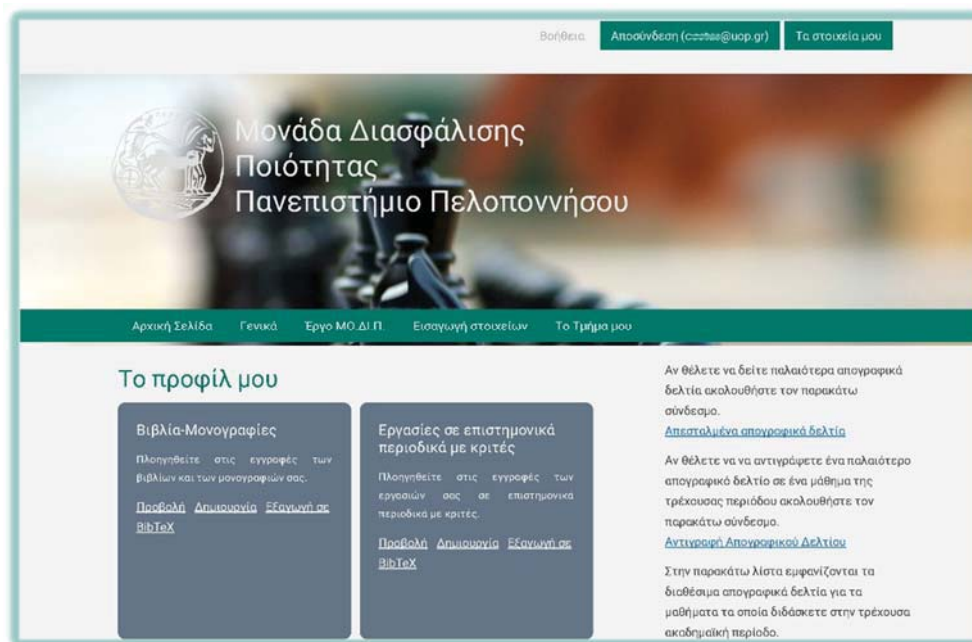 Βοήθεια Αποσύνδεση (costas@uop.gr) Τα στοιχεία μου
Μονάδα Διασφάλισης
Ποιότητας
Πανεπιστήμιο Πελοποννήσου
Αρχική Σελίδα Γενικά Έργο ΜΟ.ΔΙ.Π. Εισαγωγή στοιχείων Το Τμήμα μου
Το προφίλ μου
Βιβλία-Μονογραφίες
Πλοηγηθείτε στις εγγραφές των
βιβλίων και των μονογραφιών σας.
Προβολή Δημιουργία Εξαγωγή σε
BibTeX
Εργασίες σε επιστημονικά
περιοδικά με κριτές
Πλοηγηθείτε στις εγγραφές των
εργασιών σας σε επιστημονικα
περιοδικά με κριτές.
Προβολή Δημιουργία Εξαγωγή σε
BibTeX
Αν θέλετε να δείτε παλαιότερα απογραφικά
δελτία ακολουθήστε τον παρακάτω
σύνδεσμο.
Απεσταλμένα απογραφικά δελτία
Αν θέλετε να να αντιγράψετε ένα παλαιότερο
απογραφικό δελτίο σε ένα μάθημα της
τρέχουσας περιόδου ακολουθήστε τον
παρακάτω σύνδεσμο.
Αντιγραφή Απογραφικού Δελτίου
Στην παρακάτω λίστα εμφανίζονται τα
διαθέσιμα απογραφικά δελτία για τα
μαθήματα τα οποία διδάσκετε στην τρέχουσα
ακαδημαϊκή περίοδο.